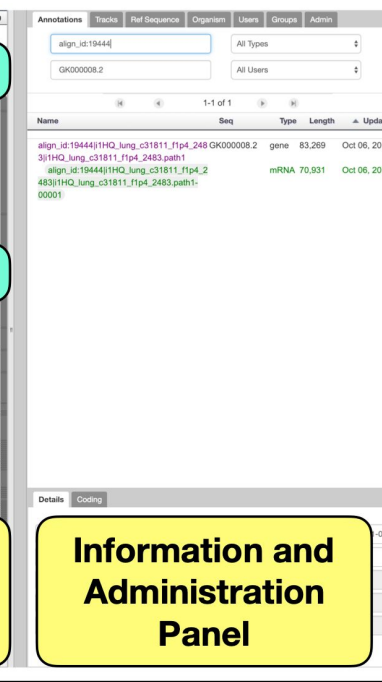 Annotations Tracks Ref Sequence Organism Users Groups Admin
align_id:19444 All Types
GK000008.2 All Users
1-1 of 1
Name Seq Type Length Upda
align_id:19444|i1HQ_lung_c31811_f1p4_248 GK000008.2 gene 83,269 Oct 06, 20
3|i1HQ_lung_c31811_f1p4_2483.path1
align_id:19444|i1HQ_lung_c31811_f1p4_2 mRNA 70,931 Oct 06, 20
483|i1HQ_lung_c31811_f1p4_2483.path1-
00001
Details Coding
Information and
Administration
Panel